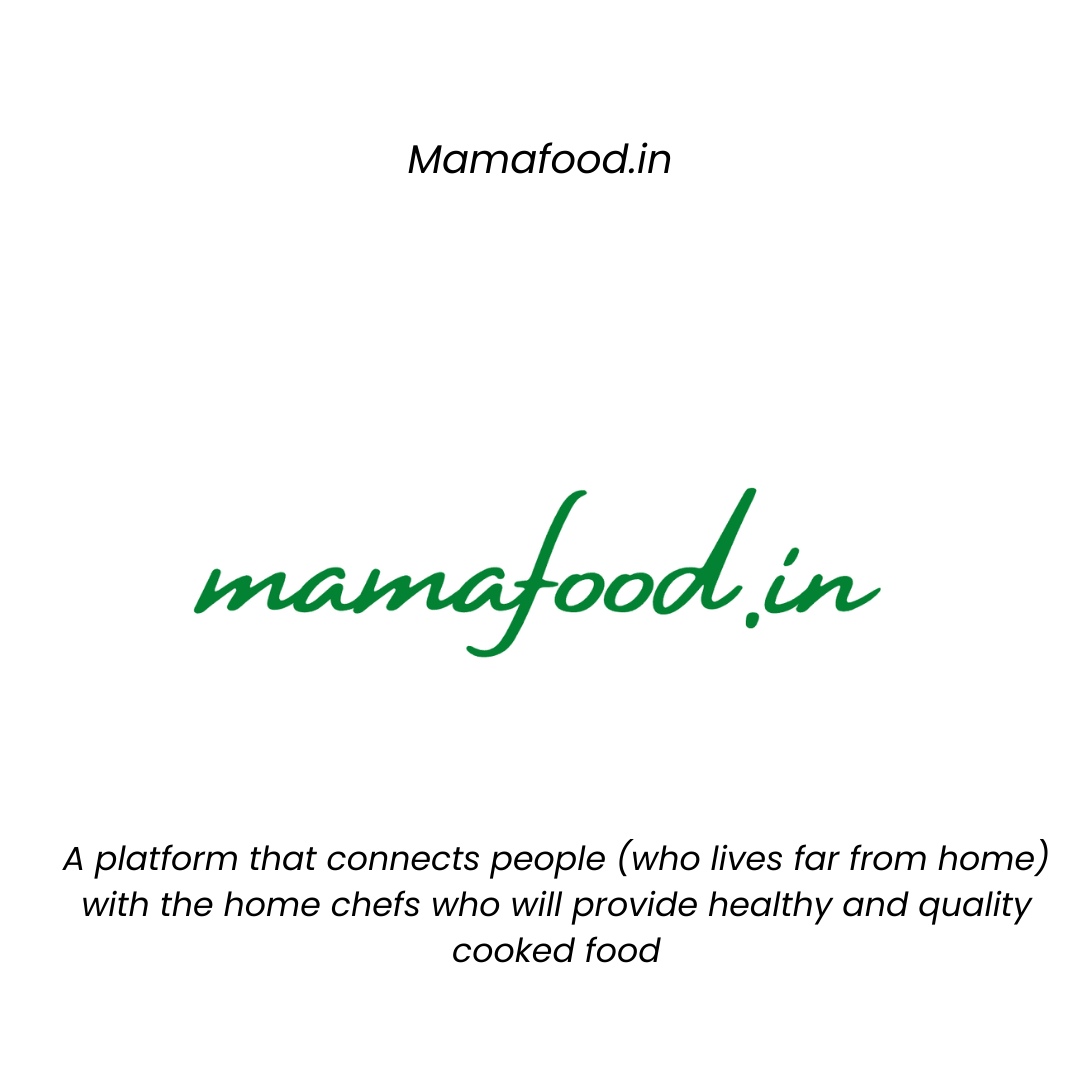 Mamafood.in
mamafood.in
A platform that connects people (who lives far from home)
with the home chefs who will provide healthy and quality
cooked food